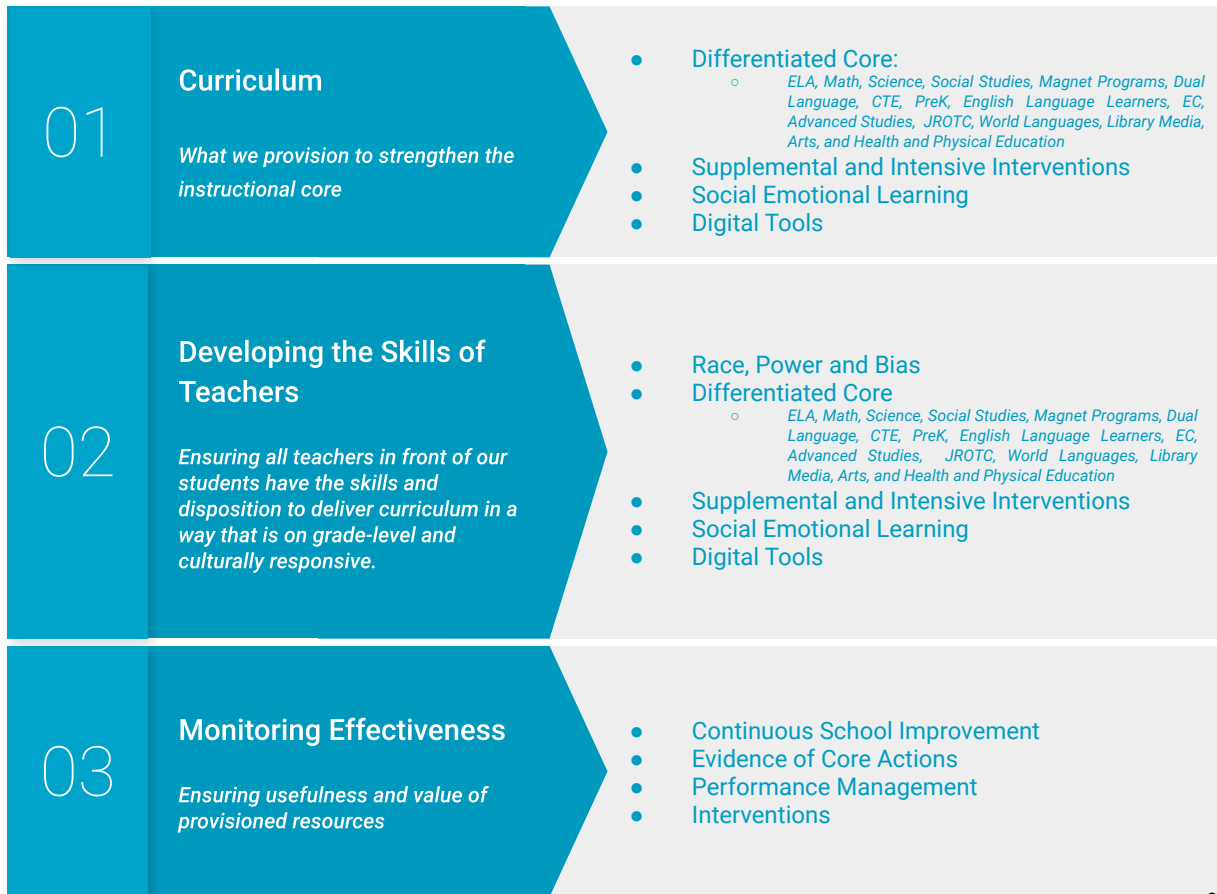 01
Curriculum
What we provision to strengthen the
instructional core
● Differentiated Core:
○ ELA, Math, Science, Social Studies, Magnet Programs, Dual
Language, CTE, PreK, English Language Learners, EC,
Advanced Studies, JROTC, World Languages, Library Media,
Arts, and Health and Physical Education
● Supplemental and Intensive Interventions
● Social Emotional Learning
● Digital Tools
02
Developing the Skills of
Teachers
Ensuring all teachers in front of our
students have the skills and
disposition to deliver curriculum in a
way that is on grade-level and
culturally responsive.
● Race, Power and Bias
● Differentiated Core
○ ELA, Math, Science, Social Studies, Magnet Programs, Dual
Language, CTE, PreK, English Language Learners, EC,
Advanced Studies, JROTC, World Languages, Library
Media, Arts, and Health and Physical Education
● Supplemental and Intensive Interventions
● Social Emotional Learning
● Digital Tools
03
Monitoring Effectiveness
Ensuring usefulness and value of
provisioned resources
● Continuous School Improvement
● Evidence of Core Actions
● Performance Management
● Interventions